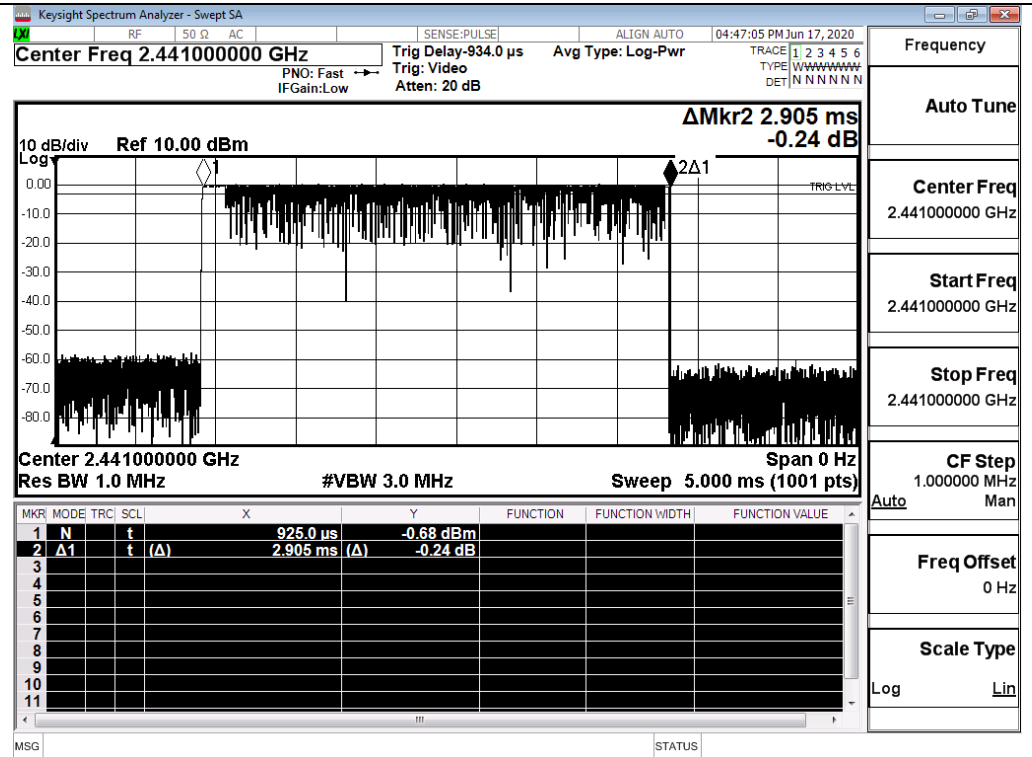 Keysight Spectrum Analyzer - Swept SA
LXI RF 50 Ω AC SENSE:PULSE ALIGN AUTO 04:47:05 PM Jun 17, 2020
Center Freq 2.441000000 GHz
PNO: Fast
IFGain:Low
Trig Delay-934.0 µs
Trig: Video
Atten: 20 dB
Avg Type: Log-Pwr
TRACE 1 2 3 4 5 6
TYPE WWWWWW
DET N N N N N N
ΔMkr2 2.905 ms
-0.24 dB
10 dB/div Ref 10.00 dBm
Log
1
2Δ1
TRIG LVL
0.00
-10.0
-20.0
-30.0
-40.0
-50.0
-60.0
-70.0
-80.0
Center 2.441000000 GHz Span 0 Hz
Res BW 1.0 MHz #VBW 3.0 MHz Sweep 5.000 ms (1001 pts)
MKR MODE TRC SCL X Y FUNCTION FUNCTION WIDTH FUNCTION VALUE
1 N t 925.0 µs -0.68 dBm
2 Δ1 t (Δ) 2.905 ms (Δ) -0.24 dB
3
4
5
6
7
8
9
10
11
MSG STATUS
Frequency
Auto Tune
Center Freq
2.441000000 GHz
Start Freq
2.441000000 GHz
Stop Freq
2.441000000 GHz
CF Step
1.000000 MHz
Auto Man
Freq Offset
0 Hz
Scale Type
Log Lin